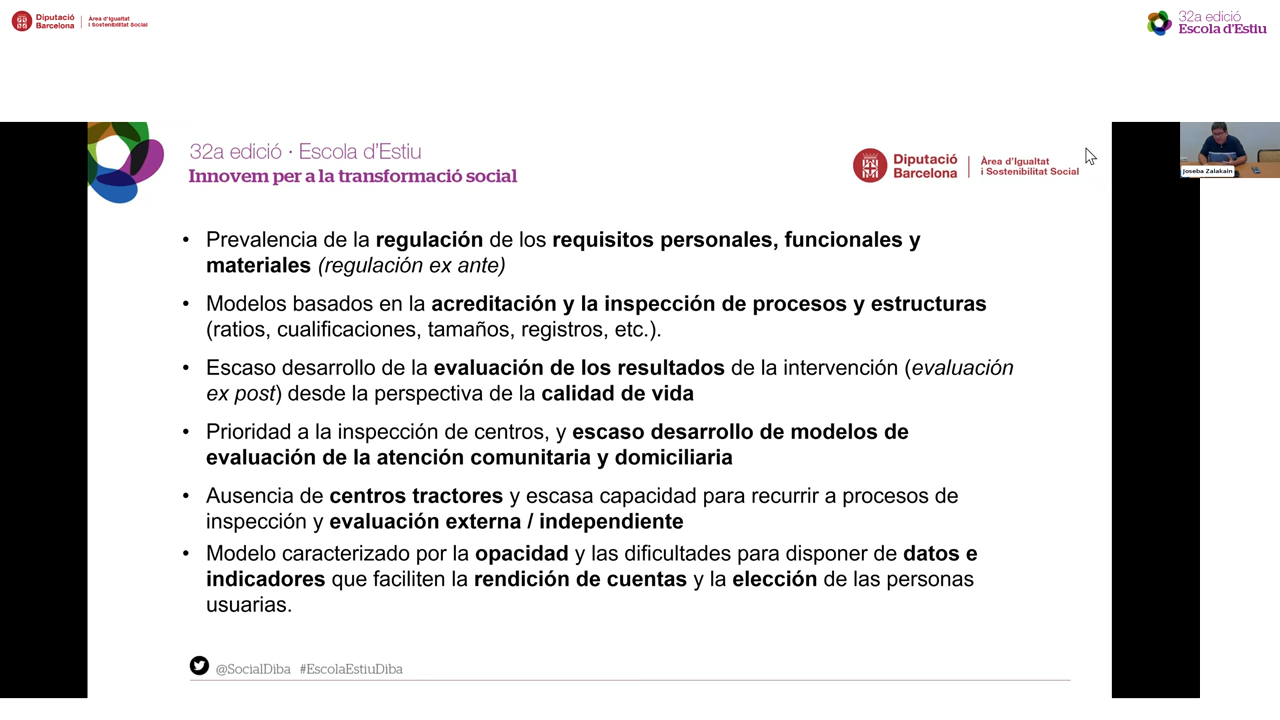 Diputació
Barcelona
Àrea d'Igualtat
i Sostenibilitat Social
32a edició
Escola d'Estiu
32a edició · Escola d'Estiu
Innovem per a la transformació social
Diputació
Barcelona
Àrea d'Igualtat
i Sostenibilitat Social
Joseba Zalakain
• Prevalencia de la regulación de los requisitos personales, funcionales y
materiales (regulación ex ante)
• Modelos basados en la acreditación y la inspección de procesos y estructuras
(ratios, cualificaciones, tamaños, registros, etc.).
• Escaso desarrollo de la evaluación de los resultados de la intervención (evaluación
ex post) desde la perspectiva de la calidad de vida
• Prioridad a la inspección de centros, y escaso desarrollo de modelos de
evaluación de la atención comunitaria y domiciliaria
• Ausencia de centros tractores y escasa capacidad para recurrir a procesos de
inspección y evaluación externa / independiente
• Modelo caracterizado por la opacidad y las dificultades para disponer de datos e
indicadores que faciliten la rendición de cuentas y la elección de las personas
usuarias.
@SocialDiba #EscolaEstiuDiba